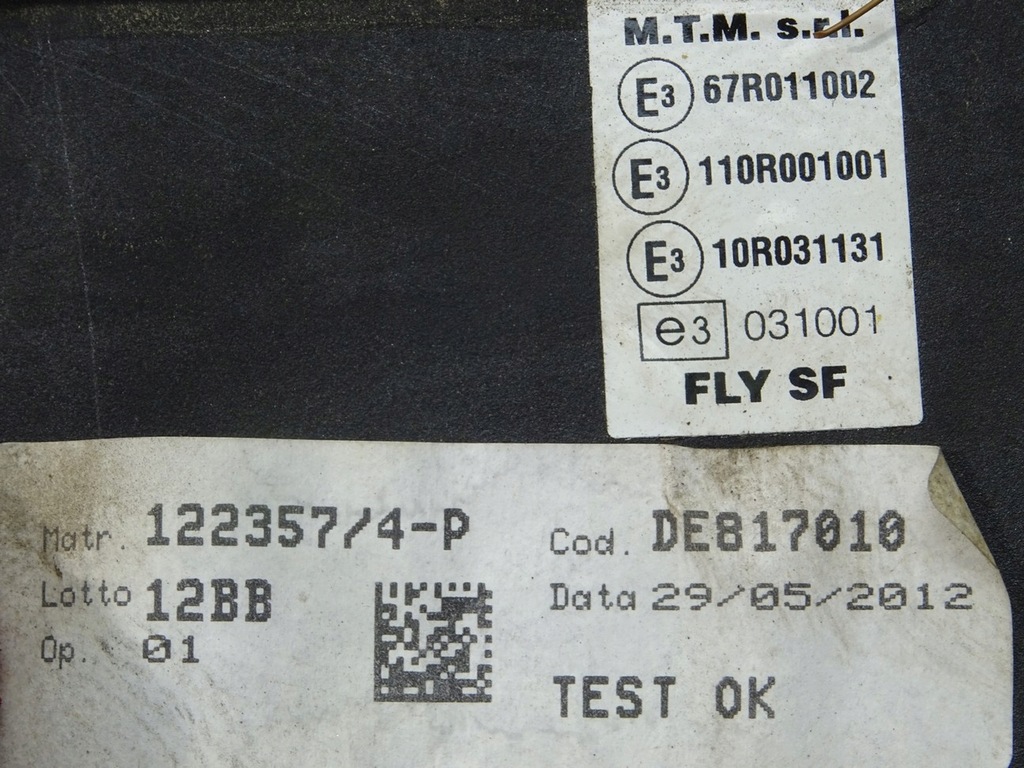 M.T.M. s.r.l.
E3 67R011002
E3 110R001001
E3 10R031131
e3 031001
FLY SF
Matr. 122357/4-P Cod. DE817010
Lotto 12BB Data 29/05/2012
Op. 01
TEST OK